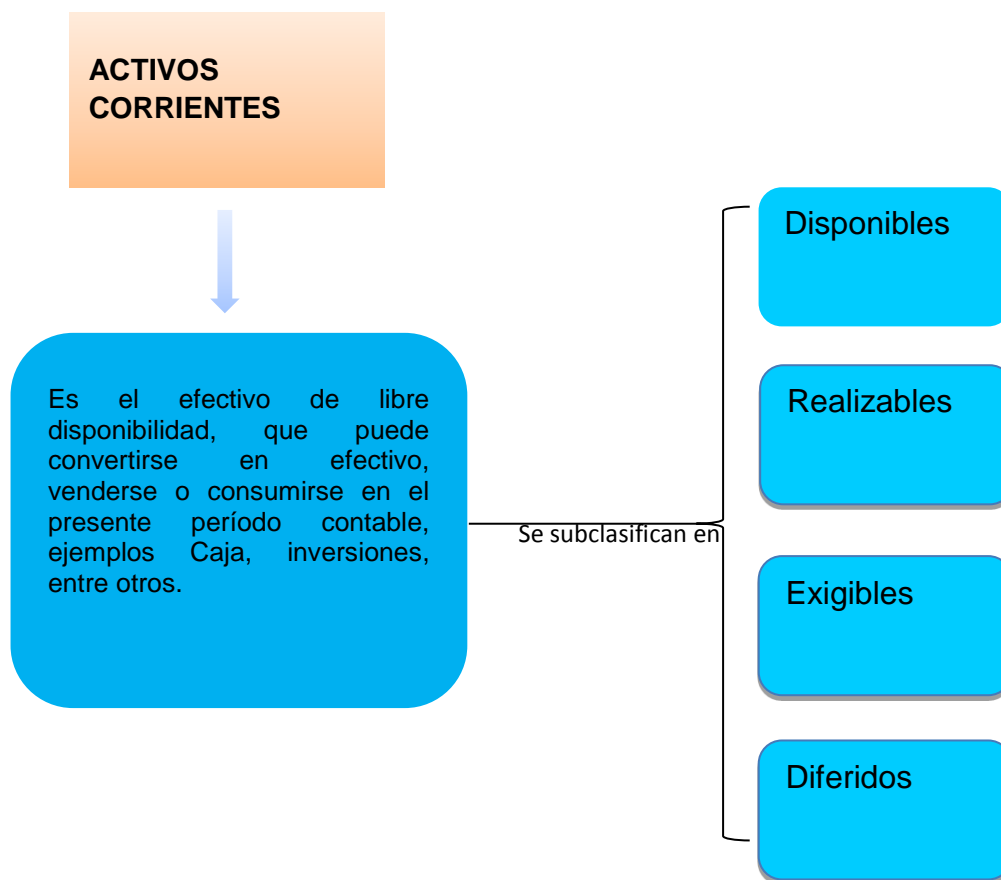 ACTIVOS
CORRIENTES
Es el efectivo de libre
disponibilidad, que puede
convertirse en efectivo,
venderse o consumirse en el
presente período contable,
ejemplos Caja, inversiones,
entre otros.
Se subclasifican en
Disponibles
Realizables
Exigibles
Diferidos